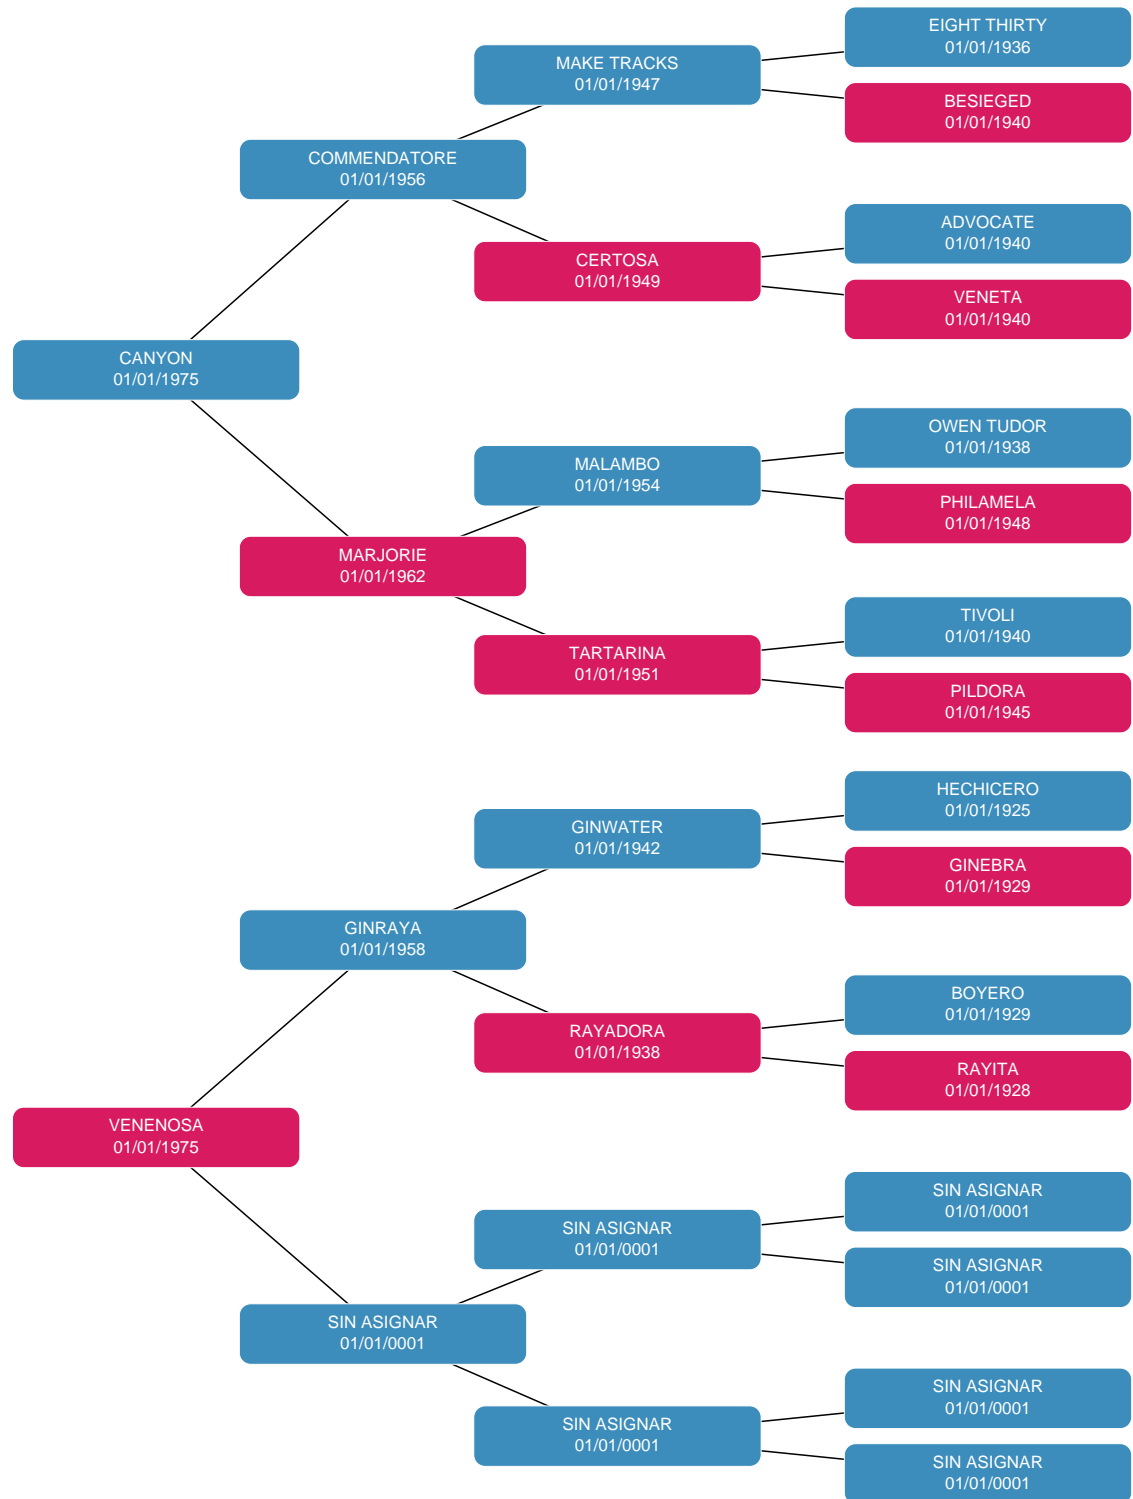 EIGHT THIRTY
01/01/1936
MAKE TRACKS
01/01/1947
BESIEGED
01/01/1940
COMMENDATORE
01/01/1956
ADVOCATE
01/01/1940
CERTOSA
01/01/1949
VENETA
01/01/1940
CANYON
01/01/1975
OWEN TUDOR
01/01/1938
MALAMBO
01/01/1954
PHILAMELA
01/01/1948
MARJORIE
01/01/1962
TIVOLI
01/01/1940
TARTARINA
01/01/1951
PILDORA
01/01/1945
HECHICERO
01/01/1925
GINWATER
01/01/1942
GINEBRA
01/01/1929
GINRAYA
01/01/1958
BOYERO
01/01/1929
RAYADORA
01/01/1938
RAYITA
01/01/1928
VENENOSA
01/01/1975
SIN ASIGNAR
01/01/0001
SIN ASIGNAR
01/01/0001
SIN ASIGNAR
01/01/0001
SIN ASIGNAR
01/01/0001
SIN ASIGNAR
01/01/0001
SIN ASIGNAR
01/01/0001
SIN ASIGNAR
01/01/0001